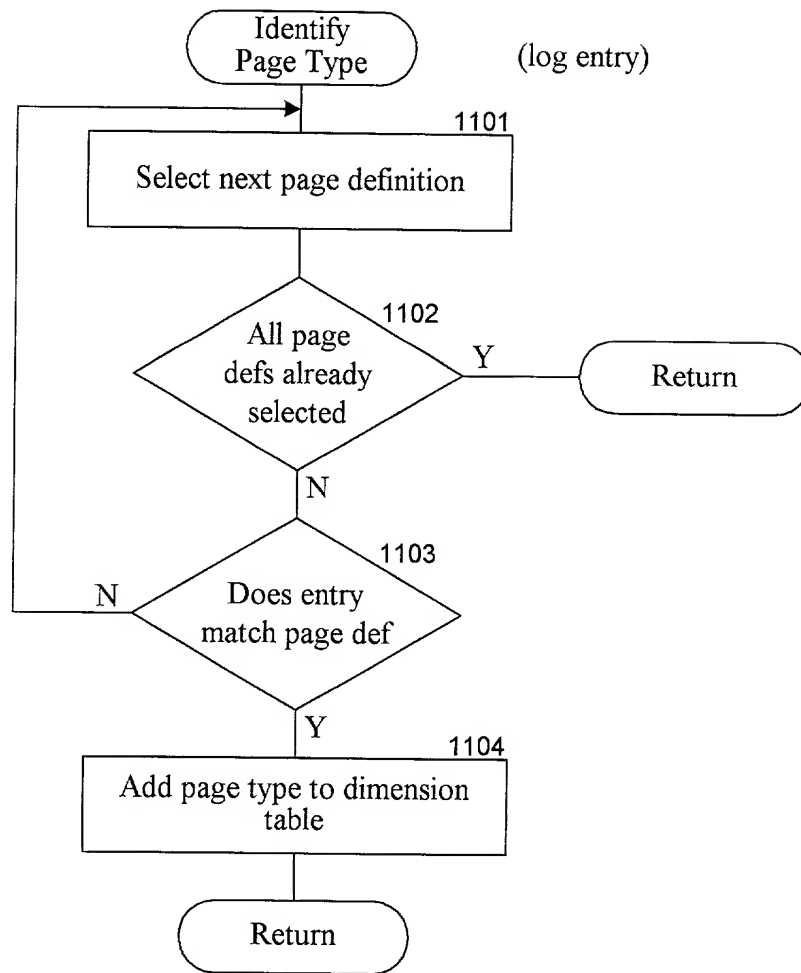 Identify
Page Type
(log entry)
1101
Select next page definition
1102
All page
defs already
selected
Y
Return
N
1103
N
Does entry
match page def
Y
1104
Add page type to dimension
table
Return